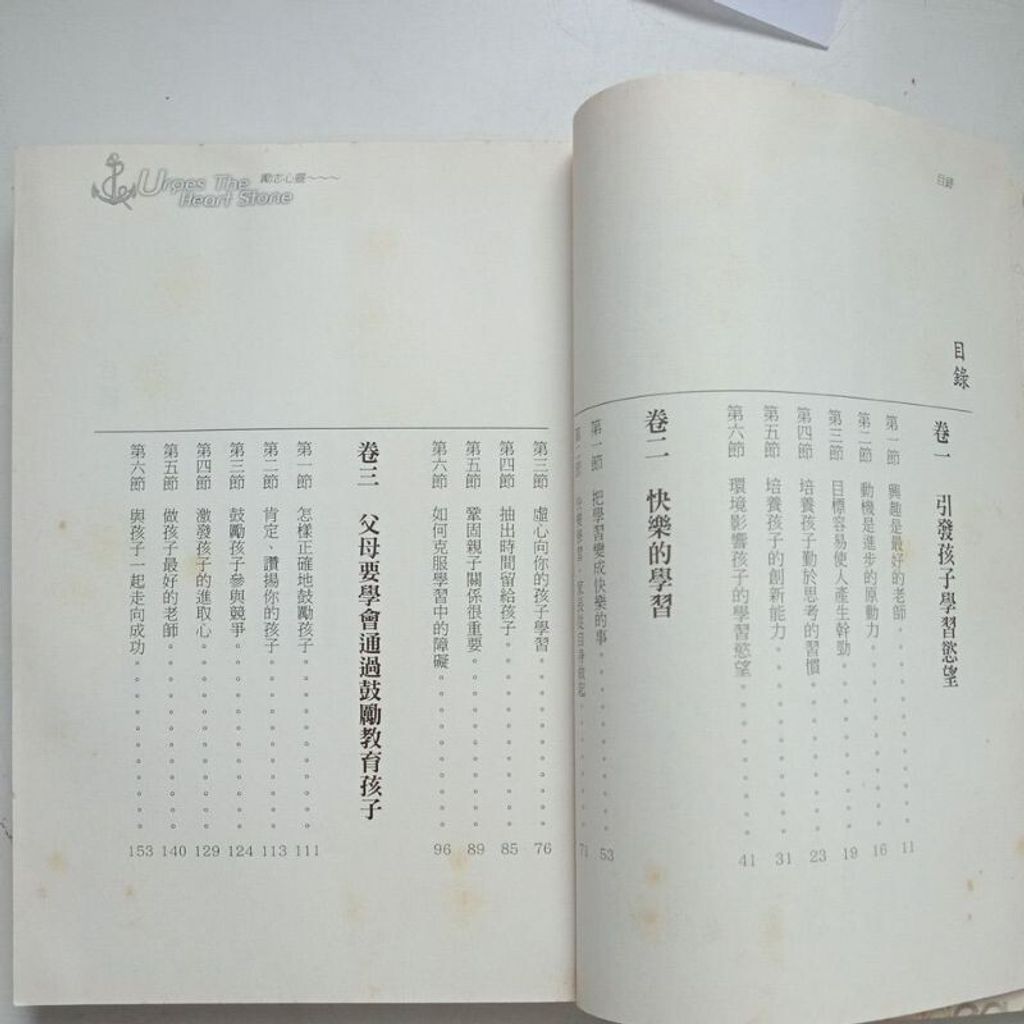 目錄
目錄
卷一 引發孩子學習慾望
第一節 興趣是最好的老師。。。。。。。。11
第二節 動機是進步的原動力。。。。。。。。16
第三節 目標容易使人產生幹勁。。。。。。。。19
第四節 培養孩子勤於思考的習慣。。。。。。。。23
第五節 培養孩子的創新能力。。。。。。。。31
第六節 環境影響孩子的學習慾望。。。。。。。。41
卷二 快樂的學習
第一節 把學習變成快樂的事。。。。。。。。53
71
Urges The
Heart Stone
勵志心靈~~~
第三節 虛心向你的孩子學習。。。。。。。。76
第四節 抽出時間留給孩子。。。。。。。。85
第五節 鞏固親子關係很重要。。。。。。。。89
第六節 如何克服學習中的障礙。。。。。。。。96
卷三 父母要學會通過鼓勵教育孩子
第一節 怎樣正確地鼓勵孩子。。。。。。。。111
第二節 肯定、讚揚你的孩子。。。。。。。。113
第三節 鼓勵孩子參與競爭。。。。。。。。124
第四節 激發孩子的進取心。。。。。。。。129
第五節 做孩子最好的老師。。。。。。。。140
第六節 與孩子一起走向成功。。。。。。。。153